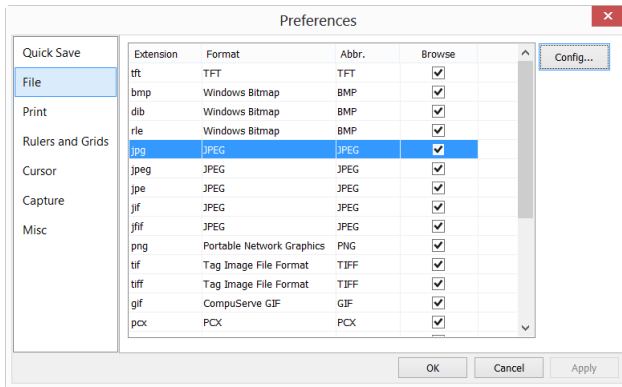 Preferences
Quick Save
File
Print
Rulers and Grids
Cursor
Capture
Misc
Extension Format Abbr. Browse
tft TFT TFT
bmp Windows Bitmap BMP
dib Windows Bitmap BMP
rle Windows Bitmap BMP
jpg JPEG JPEG
jpeg JPEG JPEG
jpe JPEG JPEG
jif JPEG JPEG
jfif JPEG JPEG
png Portable Network Graphics PNG
tif Tag Image File Format TIFF
tiff Tag Image File Format TIFF
gif CompuServe GIF GIF
pcx PCX PCX
Config...
OK Cancel Apply